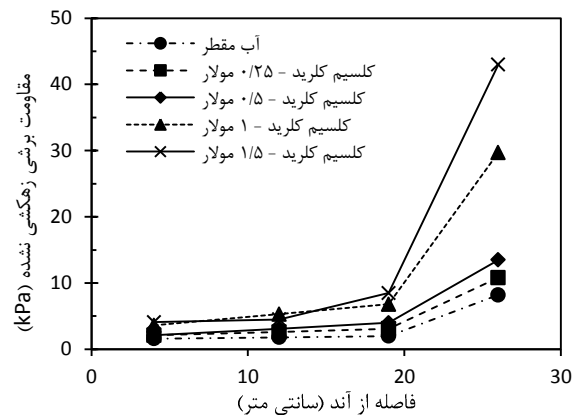 50
40
30
20
10
0
0
10
20
30
مقاومت برشی زهکشی نشده (kPa)
فاصله از آند (سانتی متر)
آب مقطر
کلسیم کلرید - ۰/۲۵ مولار
کلسیم کلرید - ۰/۵ مولار
کلسیم کلرید - ۱ مولار
کلسیم کلرید - ۱/۵ مولار